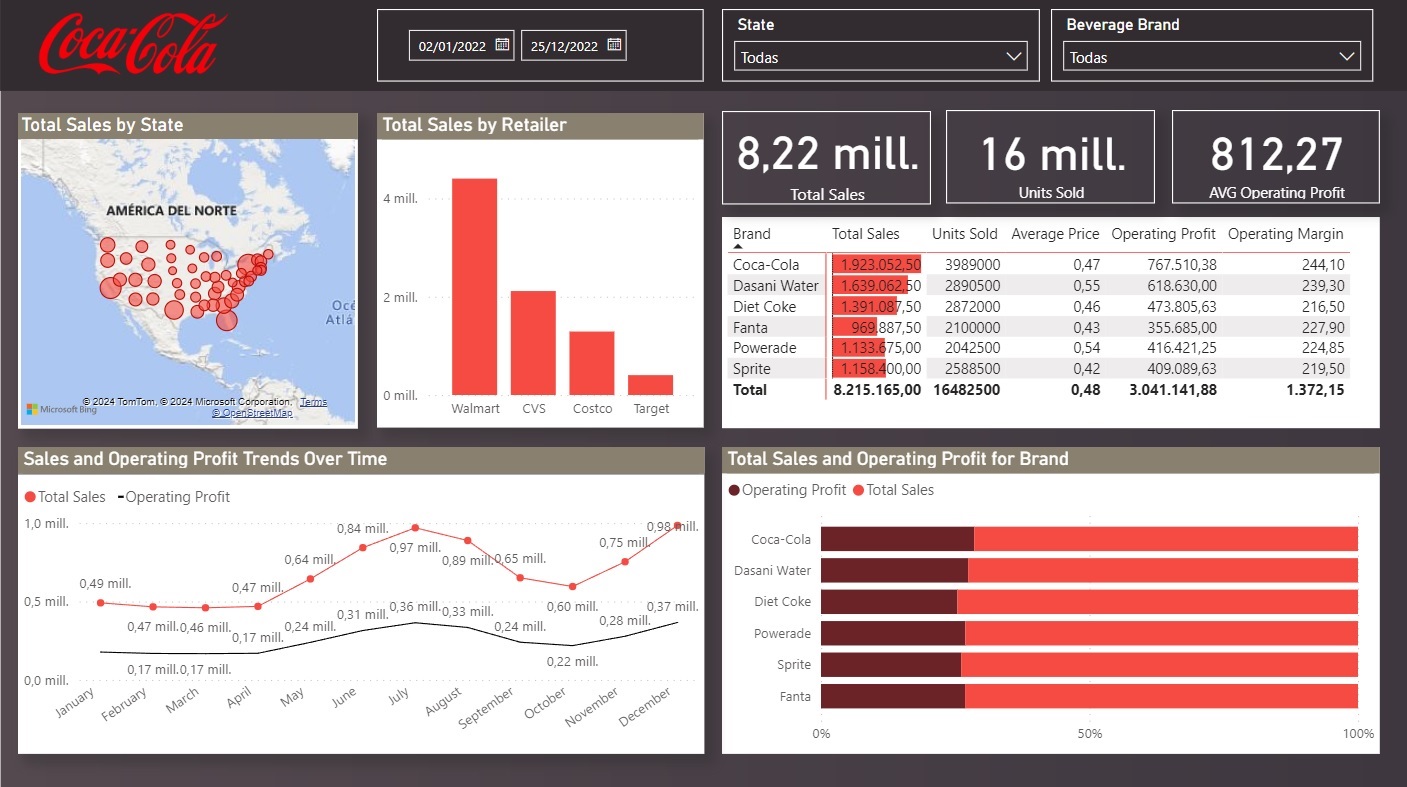 Coca-Cola
02/01/2022
25/12/2022
State
Todas
Beverage Brand
Todas
Total Sales by State
AMÉRICA DEL NORTE
Océ
Atlá
© 2024 TomTom, © 2024 Microsoft Corporation, Terms
Microsoft Bing
© OpenStreetMap
Total Sales by Retailer
4 mill.
2 mill.
0 mill.
Walmart CVS Costco Target
8,22 mill.
Total Sales
16 mill.
Units Sold
812,27
AVG Operating Profit
Brand Total Sales Units Sold Average Price Operating Profit Operating Margin
Coca-Cola 1.923.052,50 3989000 0,47 767.510,38 244,10
Dasani Water 1.639.062,50 2890500 0,55 618.630,00 239,30
Diet Coke 1.391.087,50 2872000 0,46 473.805,63 216,50
Fanta 969.887,50 2100000 0,43 355.685,00 227,90
Powerade 1.133.675,00 2042500 0,54 416.421,25 224,85
Sprite 1.158.400,00 2588500 0,42 409.089,63 219,50
Total 8.215.165,00 16482500 0,48 3.041.141,88 1.372,15
Sales and Operating Profit Trends Over Time
Total Sales Operating Profit
1,0 mill.
0,5 mill.
0,0 mill.
0,49 mill. 0,47 mill. 0,46 mill. 0,47 mill. 0,64 mill. 0,84 mill. 0,97 mill. 0,89 mill. 0,65 mill. 0,60 mill. 0,75 mill. 0,98 mill.
0,17 mill. 0,17 mill. 0,17 mill. 0,24 mill. 0,31 mill. 0,36 mill. 0,33 mill. 0,24 mill. 0,22 mill. 0,28 mill. 0,37 mill.
January February March April May June July August September October November December
Total Sales and Operating Profit for Brand
Operating Profit Total Sales
Coca-Cola
Dasani Water
Diet Coke
Powerade
Sprite
Fanta
0% 50% 100%